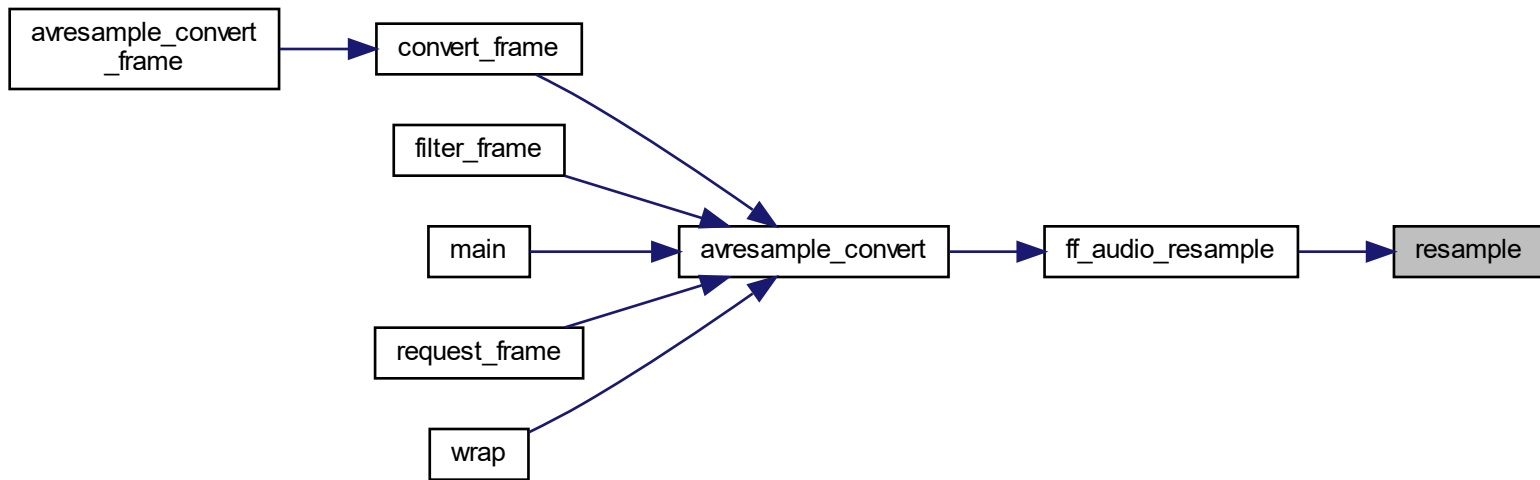 avresample_convert
_frame
convert_frame
filter_frame
main
avresample_convert
ff_audio_resample
resample
request_frame
wrap